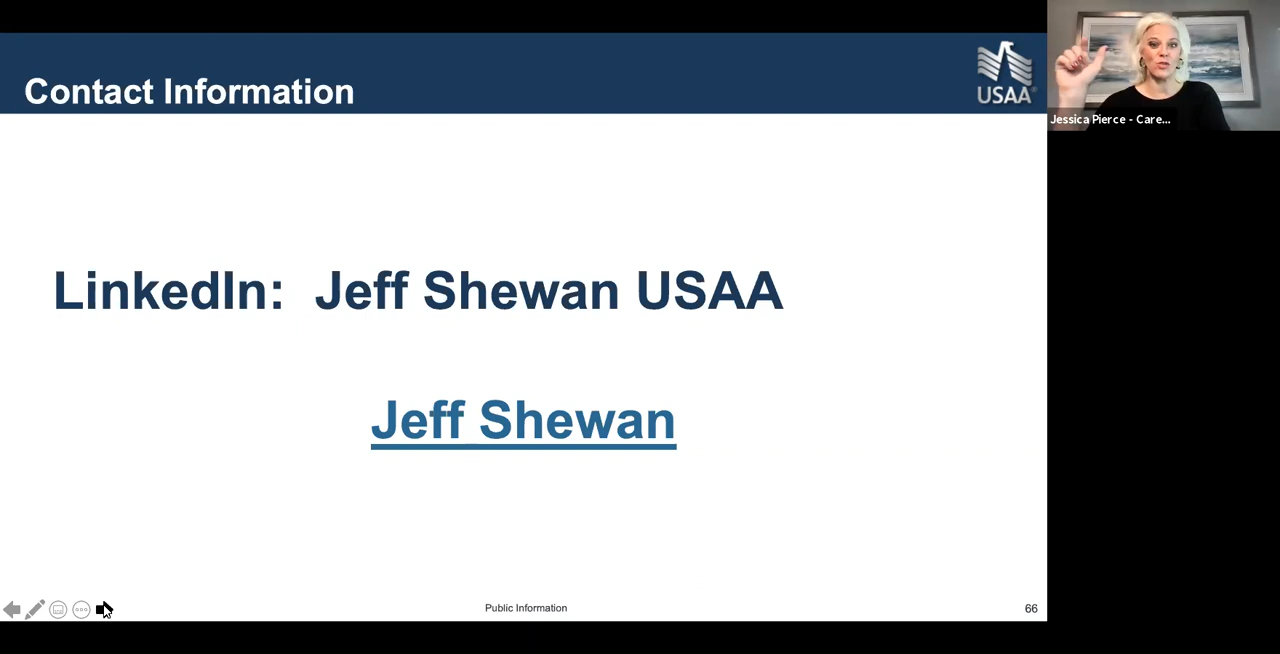 Contact Information
USAA
Jessica Pierce - Care...
LinkedIn: Jeff Shewan USAA
Jeff Shewan
Public Information
66